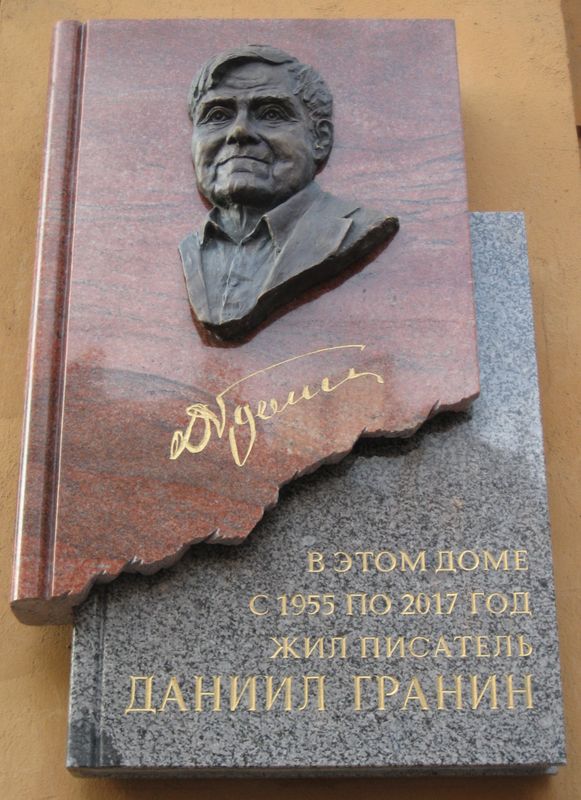 В ЭТОМ ДОМЕ
С 1955 ПО 2017 ГОД
ЖИЛ ПИСАТЕЛЬ
ДАНИИЛ ГРАНИН